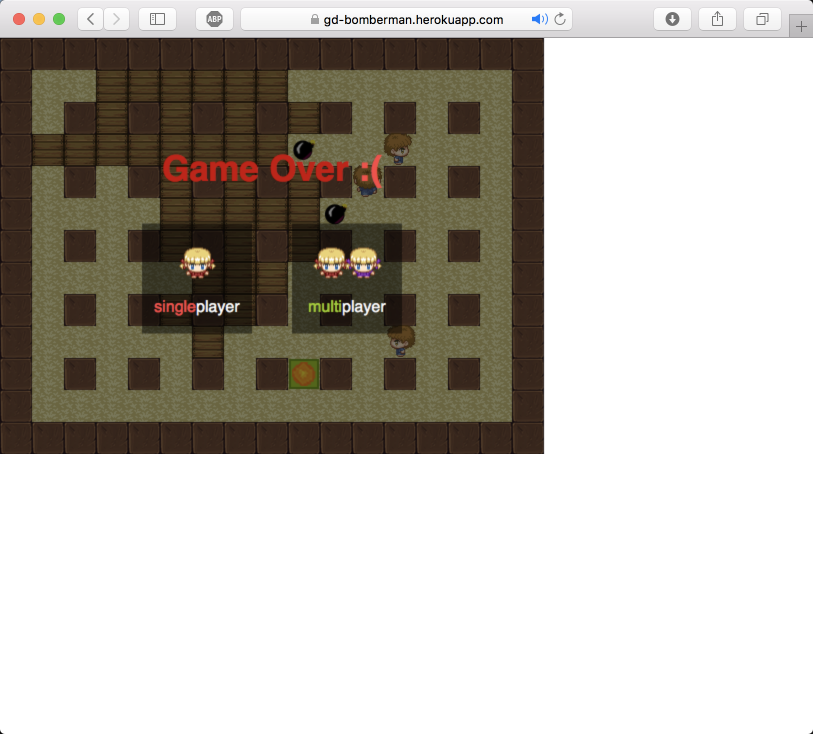 ABP
gd-bomberman.herokuapp.com
Game Over :(
singleplayer
multiplayer